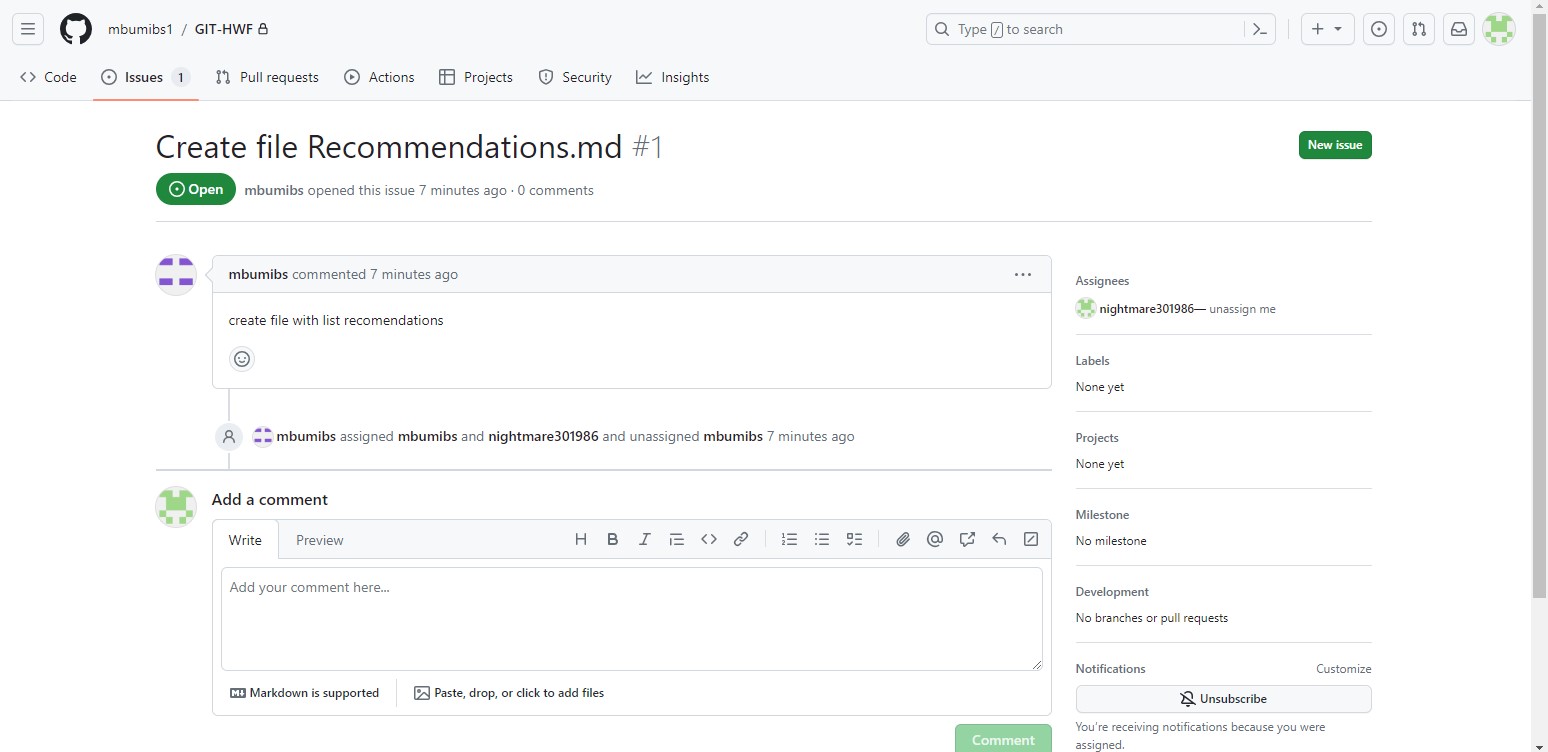 mbumibs1 / GIT-HWF
Type / to search
Code Issues 1 Pull requests Actions Projects Security Insights
Create file Recommendations.md #1
New issue
Open mbumibs opened this issue 7 minutes ago · 0 comments
mbumibs commented 7 minutes ago
create file with list recomendations
mbumibs assigned mbumibs and nightmare301986 and unassigned mbumibs 7 minutes ago
Add a comment
Write Preview
Add your comment here...
Markdown is supported
Paste, drop, or click to add files
Comment
Assignees
nightmare301986— unassign me
Labels
None yet
Projects
None yet
Milestone
No milestone
Development
No branches or pull requests
Notifications Customize
Unsubscribe
You're receiving notifications because you were
assigned.